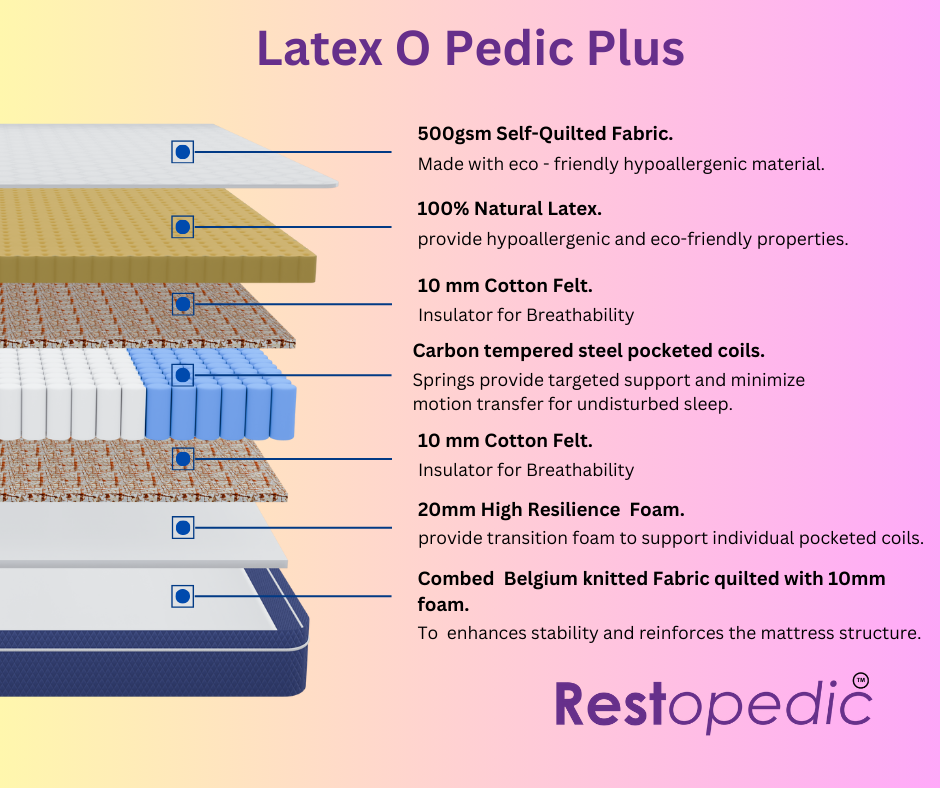 Latex O Pedic Plus
500gsm Self-Quilted Fabric.
Made with eco - friendly hypoallergenic material.
100% Natural Latex.
provide hypoallergenic and eco-friendly properties.
10 mm Cotton Felt.
Insulator for Breathability
Carbon tempered steel pocketed coils.
Springs provide targeted support and minimize
motion transfer for undisturbed sleep.
10 mm Cotton Felt.
Insulator for Breathability
20mm High Resilience  Foam.
provide transition foam to support individual pocketed coils.
Combed  Belgium knitted Fabric quilted with 10mm
foam.
To  enhances stability and reinforces the mattress structure.
Restopedic TM